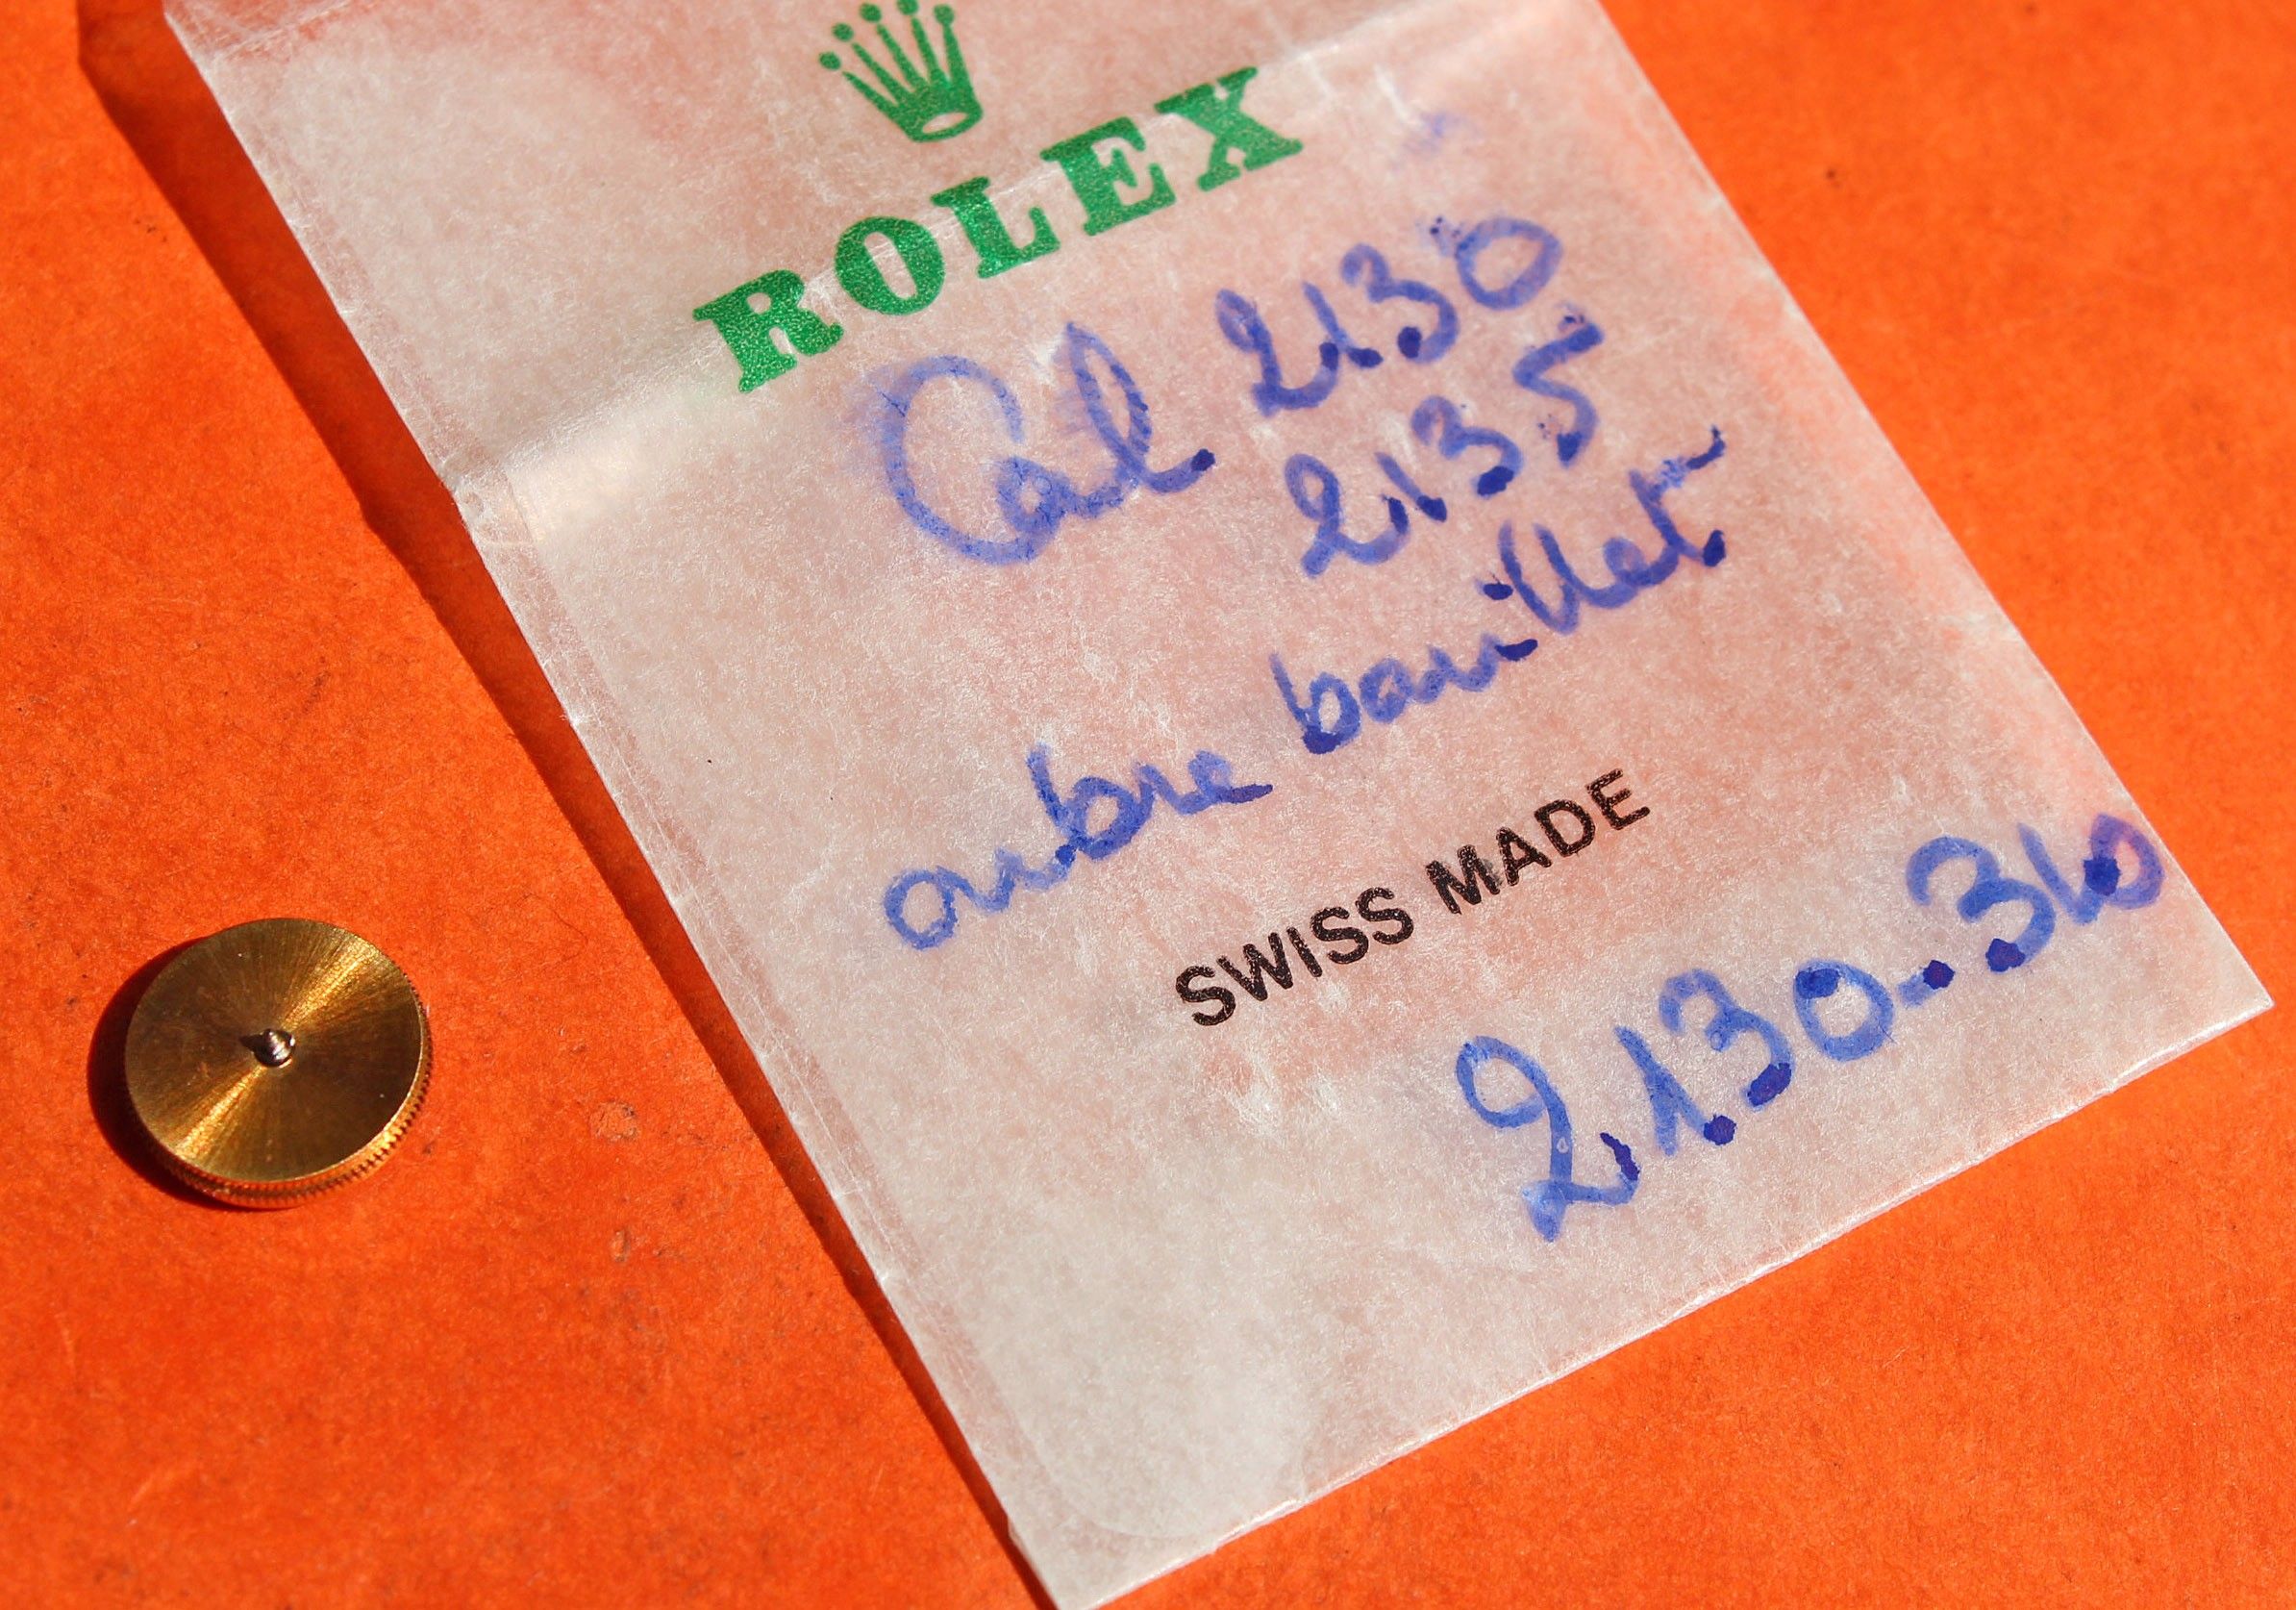 ROLEX
Cal 2130
2135
arbre barillet
SWISS MADE
2130-310